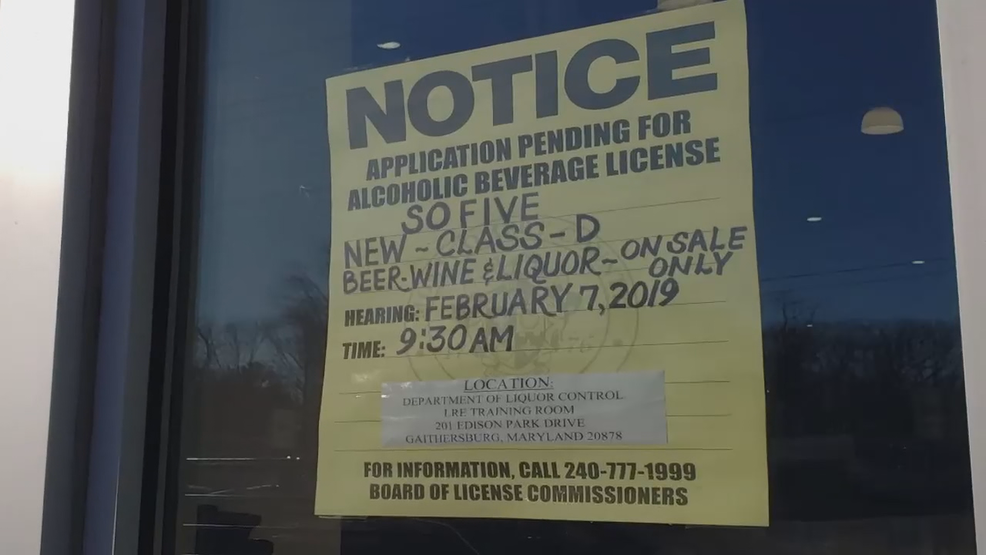 NOTICE
APPLICATION PENDING FOR
ALCOHOLIC BEVERAGE LICENSE
SO FIVE
NEW ~ CLASS - D
BEER-WINE & LIQUOR ~ ON SALE
ONLY
HEARING: FEBRUARY 7, 2019
TIME: 9:30 AM
LOCATION:
DEPARTMENT OF LIQUOR CONTROL
LRE TRAINING ROOM
201 EDISON PARK DRIVE
GAITHERSBURG, MARYLAND 20878
FOR INFORMATION, CALL 240-777-1999
BOARD OF LICENSE COMMISSIONERS